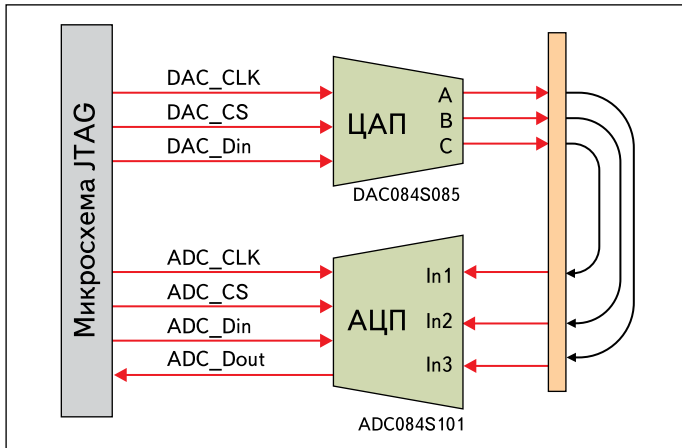 Микросхема JTAG
DAC_CLK
DAC_CS
DAC_Din
ЦАП
A
B
C
DAC084S085
ADC_CLK
ADC_CS
ADC_Din
ADC_Dout
АЦП
In1
In2
In3
ADC084S101